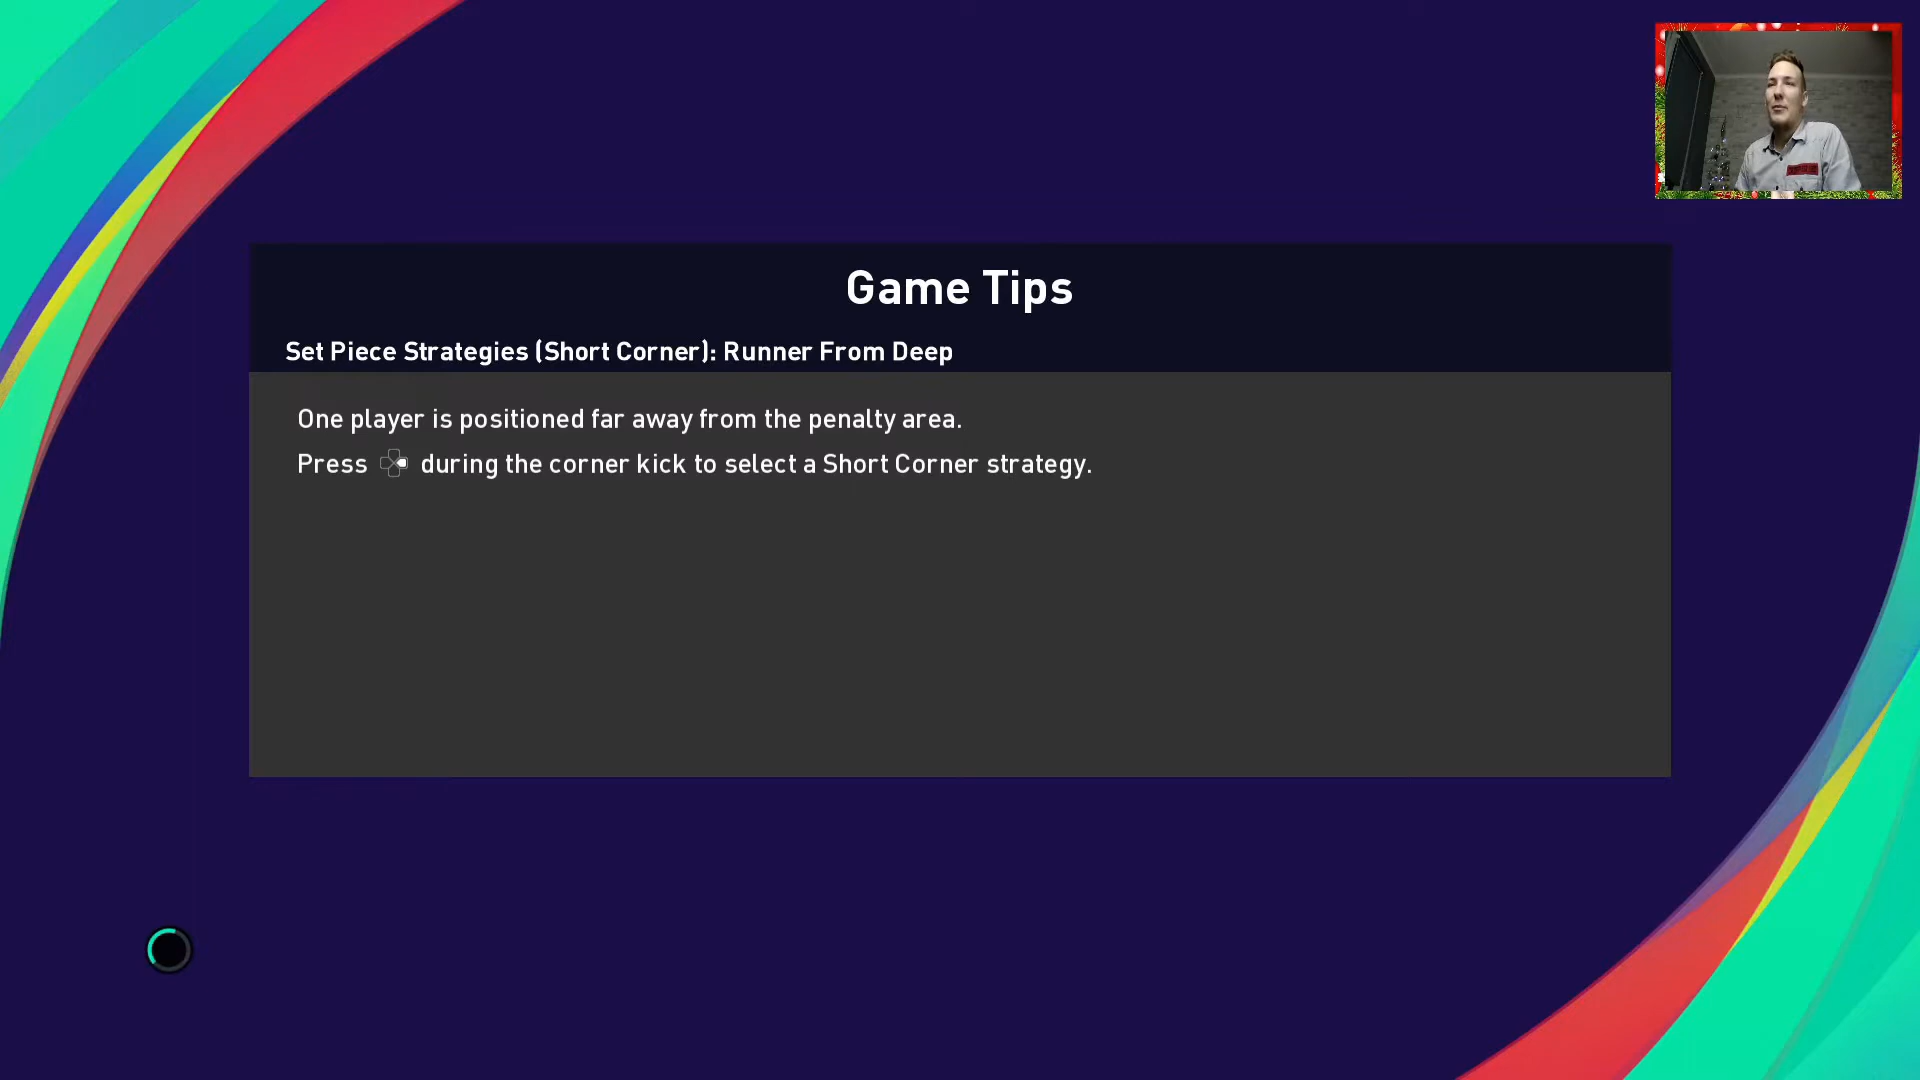 Game Tips
Set Piece Strategies (Short Corner): Runner From Deep
One player is positioned far away from the penalty area.
Press during the corner kick to select a Short Corner strategy.